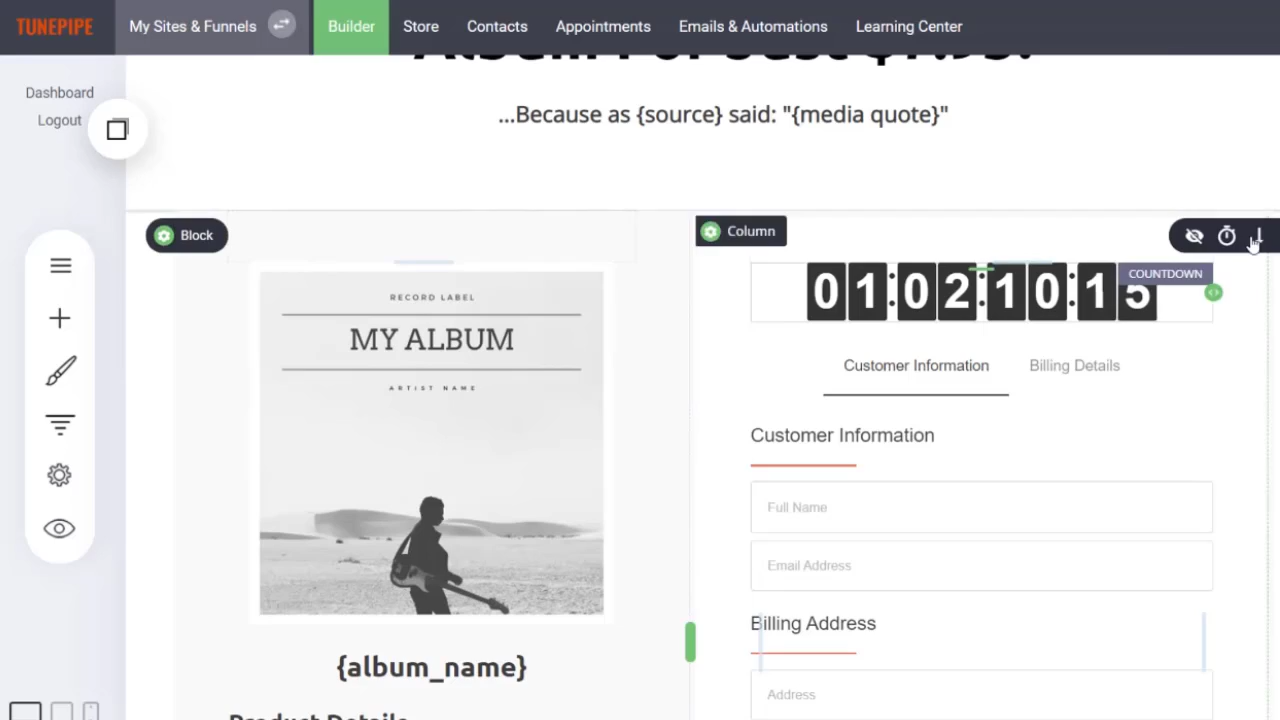 TUNEPIPE My Sites & Funnels Builder Store Contacts Appointments Emails & Automations Learning Center
Dashboard
Logout
...Because as {source} said: "{media quote}"
Block
Column
COUNTDOWN
01:02:10:15
RECORD LABEL
MY ALBUM
ARTIST NAME
{album_name}
Product Details
Customer Information Billing Details
Customer Information
Full Name
Email Address
Billing Address
Address